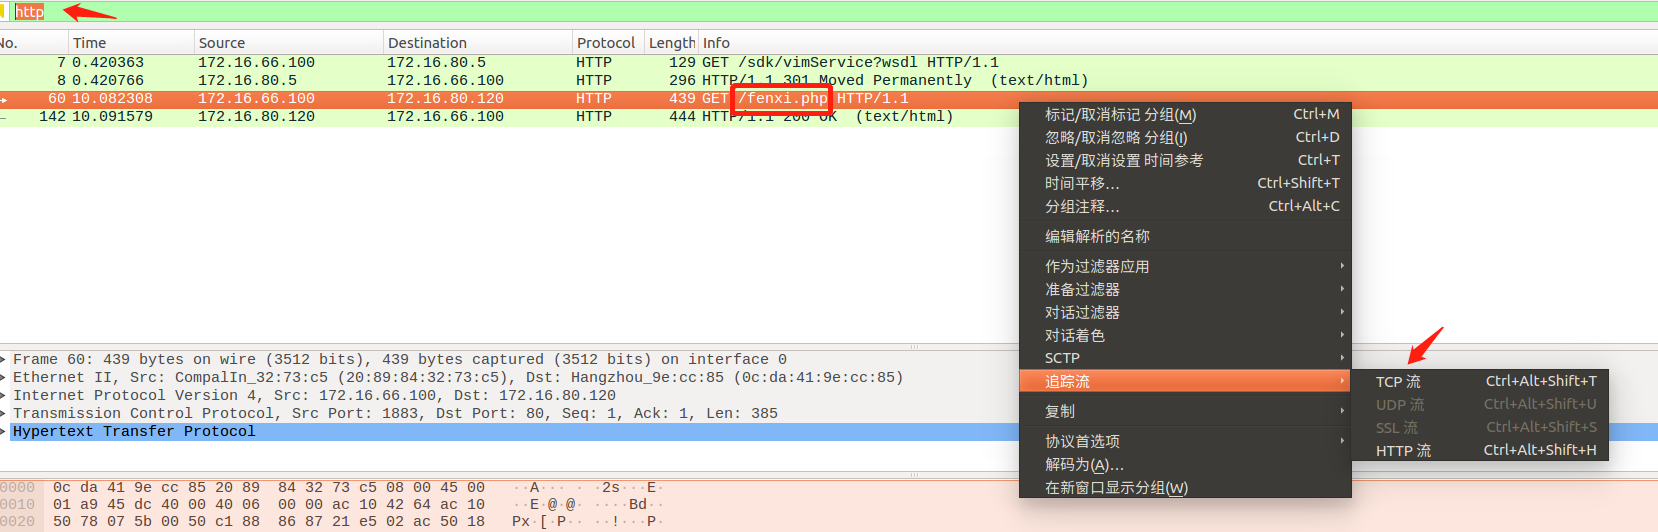 http
No. Time Source Destination Protocol Length Info
7 0.420363 172.16.66.100 172.16.80.5 HTTP 129 GET /sdk/vimService?wsdl HTTP/1.1
8 0.420766 172.16.80.5 172.16.66.100 HTTP 296 HTTP/1.1 301 Moved Permanently (text/html)
60 10.082308 172.16.66.100 172.16.80.120 HTTP 439 GET /fenxi.php HTTP/1.1
142 10.091579 172.16.80.120 172.16.66.100 HTTP 444 HTTP/1.1 200 OK (text/html)
标记/取消标记 分组(M) Ctrl+M
忽略/取消忽略 分组(I) Ctrl+D
设置/取消设置 时间参考 Ctrl+T
时间平移... Ctrl+Shift+T
分组注释... Ctrl+Alt+C
编辑解析的名称
作为过滤器应用
准备过滤器
对话过滤器
对话着色
SCTP
追踪流
复制
协议首选项
解码为(A)...
在新窗口显示分组(W)
TCP 流 Ctrl+Alt+Shift+T
UDP 流 Ctrl+Alt+Shift+U
SSL 流 Ctrl+Alt+Shift+S
HTTP 流 Ctrl+Alt+Shift+H
Frame 60: 439 bytes on wire (3512 bits), 439 bytes captured (3512 bits) on interface 0
Ethernet II, Src: CompalIn_32:73:c5 (20:89:84:32:73:c5), Dst: Hangzhou_9e:cc:85 (0c:da:41:9e:cc:85)
Internet Protocol Version 4, Src: 172.16.66.100, Dst: 172.16.80.120
Transmission Control Protocol, Src Port: 1883, Dst Port: 80, Seq: 1, Ack: 1, Len: 385
Hypertext Transfer Protocol
0000 0c da 41 9e cc 85 20 89 84 32 73 c5 08 00 45 00 ··A··· · ·2s···E·
0010 01 a9 45 dc 40 00 40 06 00 00 ac 10 42 64 ac 10 ··E·@·@· ····Bd··
0020 50 78 07 5b 00 50 c1 88 86 87 21 e5 02 ac 50 18 Px·[·P·· ··!···P·